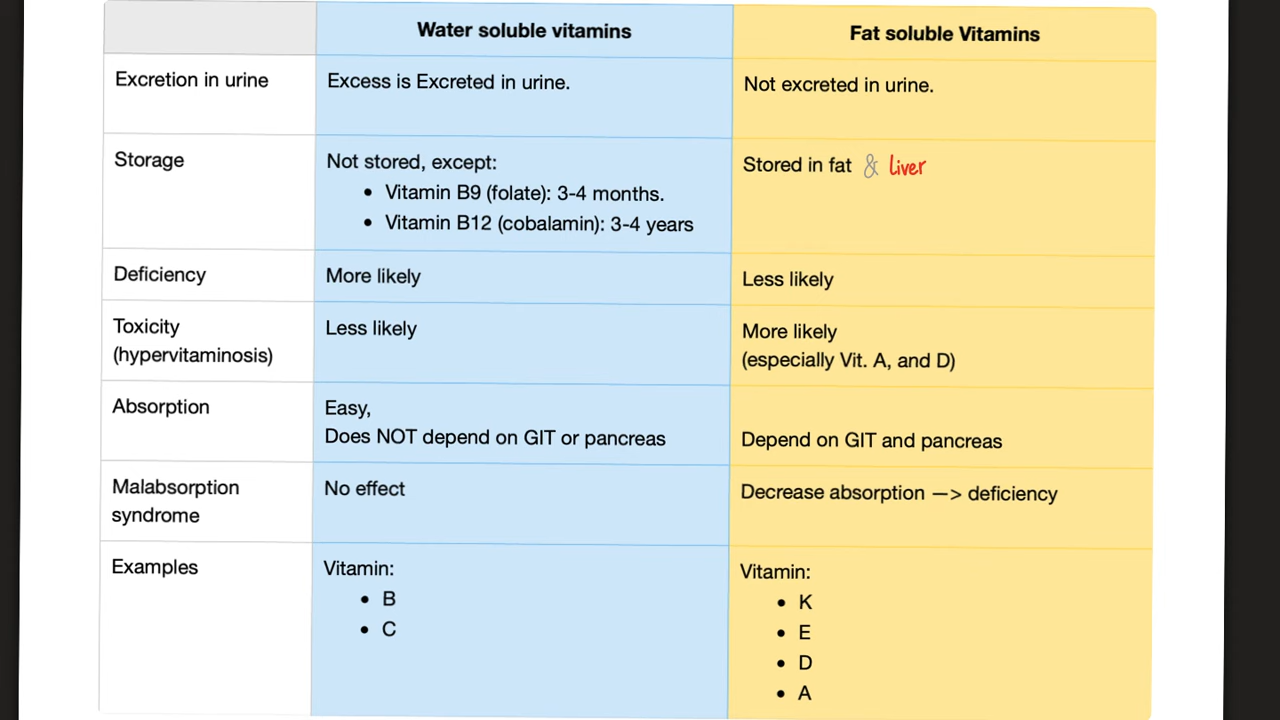 Water soluble vitamins
Fat soluble Vitamins
Excretion in urine
Excess is Excreted in urine.
Not excreted in urine.
Storage
Not stored, except:
• Vitamin B9 (folate): 3-4 months.
• Vitamin B12 (cobalamin): 3-4 years
Stored in fat & liver
Deficiency
More likely
Less likely
Toxicity
(hypervitaminosis)
Less likely
More likely
(especially Vit. A, and D)
Absorption
Easy,
Does NOT depend on GIT or pancreas
Depend on GIT and pancreas
Malabsorption
syndrome
No effect
Decrease absorption —> deficiency
Examples
Vitamin:
• B
• C
Vitamin:
• K
• E
• D
• A